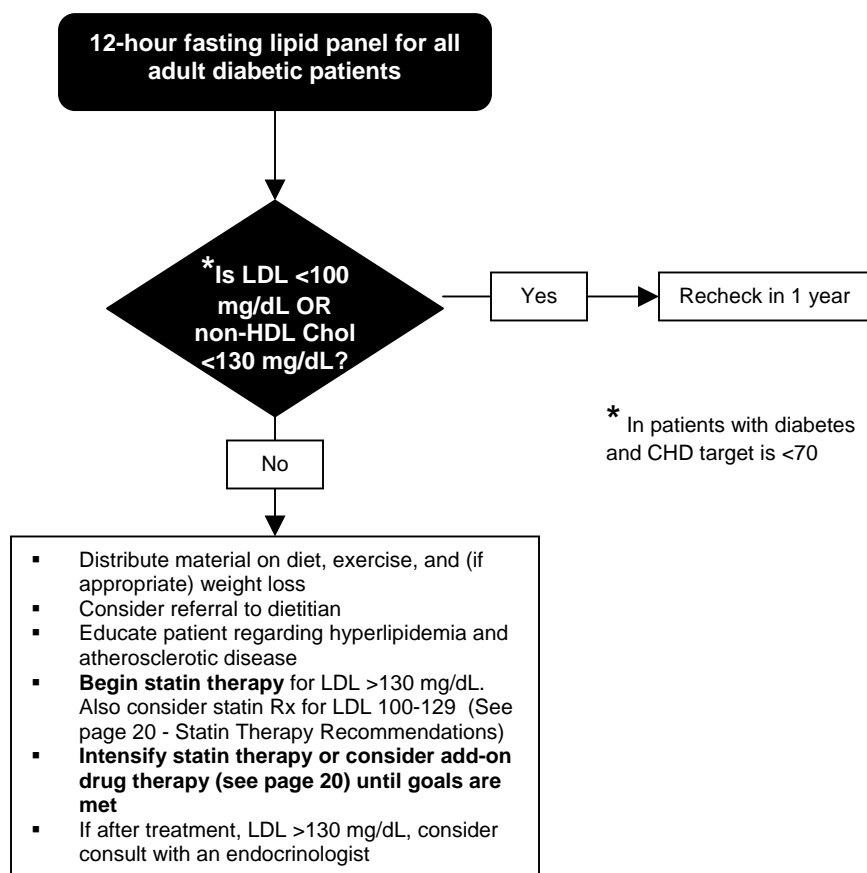 12-hour fasting lipid panel for all
adult diabetic patients
*Is LDL <100
mg/dL OR
non-HDL Chol
<130 mg/dL?
Yes
Recheck in 1 year
* In patients with diabetes
and CHD target is <70
No
▪ Distribute material on diet, exercise, and (if
appropriate) weight loss
▪ Consider referral to dietitian
▪ Educate patient regarding hyperlipidemia and
atherosclerotic disease
▪ Begin statin therapy for LDL >130 mg/dL.
Also consider statin Rx for LDL 100-129 (See
page 20 - Statin Therapy Recommendations)
▪ Intensify statin therapy or consider add-on
drug therapy (see page 20) until goals are
met
▪ If after treatment, LDL >130 mg/dL, consider
consult with an endocrinologist